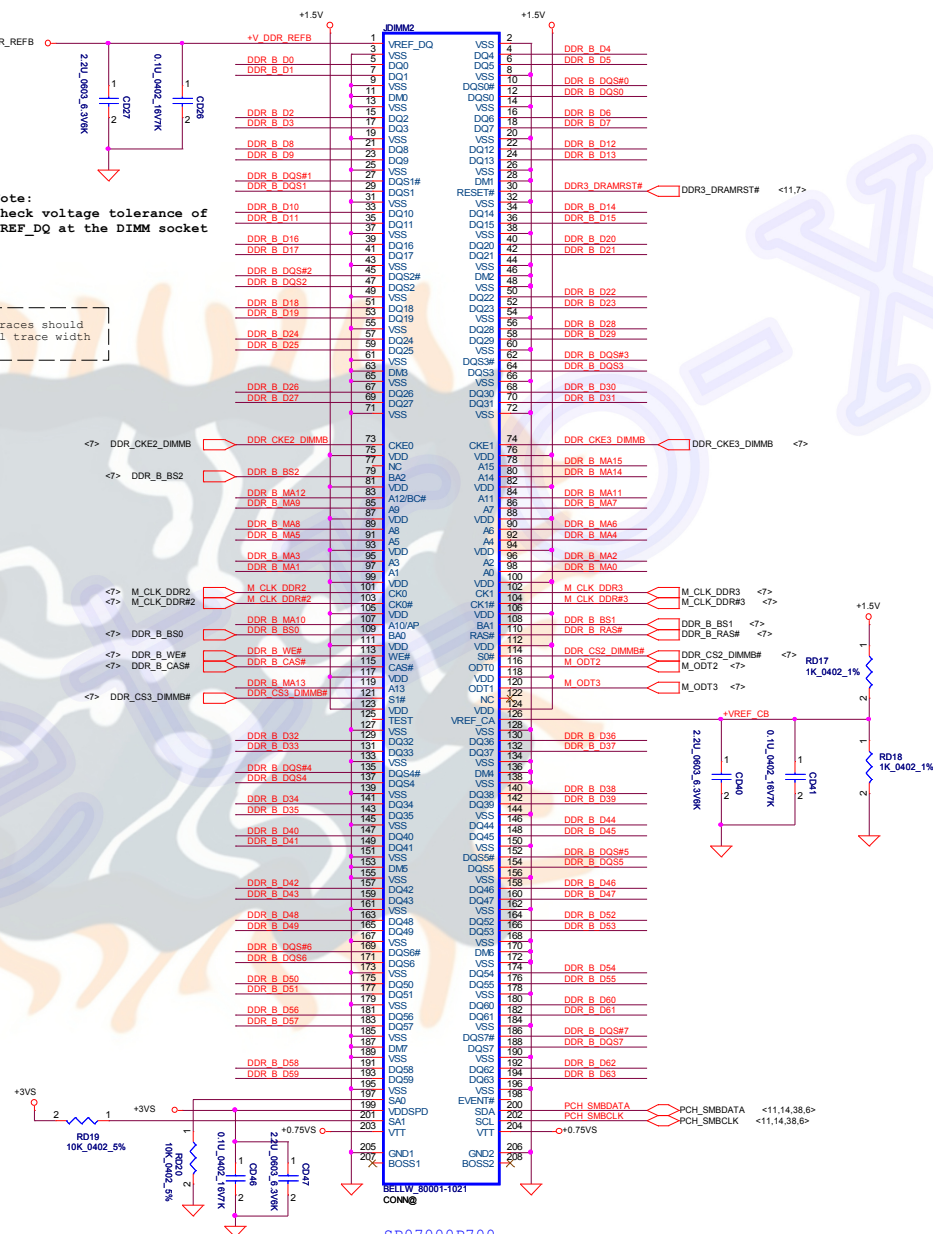 +1.5V
+1.5V
JDIMM2
R_REFB
+V_DDR_REFB
2.2U_0603_6.3V6K
1
2
CD27
0.1U_0402_16V7K
1
2
CD26
ote:
heck voltage tolerance of
REF_DQ at the DIMM socket
races should
l trace width
1 VREF_DQ VSS 2
3 VSS DQ4 4 DDR_B_D4
DDR_B_D0 5 DQ0 DQ5 6 DDR_B_D5
DDR_B_D1 7 DQ1 VSS 8
9 VSS DQS0# 10 DDR_B_DQS#0
11 DM0 DQS0 12 DDR_B_DQS0
13 VSS VSS 14
DDR_B_D2 15 DQ2 DQ6 16 DDR_B_D6
DDR_B_D3 17 DQ3 DQ7 18 DDR_B_D7
19 VSS VSS 20
DDR_B_D8 21 DQ8 DQ12 22 DDR_B_D12
DDR_B_D9 23 DQ9 DQ13 24 DDR_B_D13
25 VSS VSS 26
DDR_B_DQS#1 27 DQS1# DM1 28
DDR_B_DQS1 29 DQS1 RESET# 30 DDR3_DRAMRST# DDR3_DRAMRST# <11,7>
31 VSS VSS 32
DDR_B_D10 33 DQ10 DQ14 34 DDR_B_D14
DDR_B_D11 35 DQ11 DQ15 36 DDR_B_D15
37 VSS VSS 38
DDR_B_D16 39 DQ16 DQ20 40 DDR_B_D20
DDR_B_D17 41 DQ17 DQ21 42 DDR_B_D21
43 VSS VSS 44
DDR_B_DQS#2 45 DQS2# DM2 46
DDR_B_DQS2 47 DQS2 VSS 48
49 VSS DQ22 50 DDR_B_D22
DDR_B_D18 51 DQ18 DQ23 52 DDR_B_D23
DDR_B_D19 53 DQ19 VSS 54
55 VSS DQ28 56 DDR_B_D28
DDR_B_D24 57 DQ24 DQ29 58 DDR_B_D29
DDR_B_D25 59 DQ25 VSS 60
61 VSS DQS3# 62 DDR_B_DQS#3
63 DM3 DQS3 64 DDR_B_DQS3
65 VSS VSS 66
DDR_B_D26 67 DQ26 DQ30 68 DDR_B_D30
DDR_B_D27 69 DQ27 DQ31 70 DDR_B_D31
71 VSS VSS 72
<7> DDR_CKE2_DIMMB DDR_CKE2_DIMMB 73 CKE0 CKE1 74 DDR_CKE3_DIMMB DDR_CKE3_DIMMB <7>
75 VDD VDD 76
77 NC A15 78 DDR_B_MA15
<7> DDR_B_BS2 DDR_B_BS2 79 BA2 A14 80 DDR_B_MA14
81 VDD VDD 82
DDR_B_MA12 83 A12/BC# A11 84 DDR_B_MA11
DDR_B_MA9 85 A9 A7 86 DDR_B_MA7
87 VDD VDD 88
DDR_B_MA8 89 A8 A6 90 DDR_B_MA6
DDR_B_MA5 91 A5 A4 92 DDR_B_MA4
93 VDD VDD 94
DDR_B_MA3 95 A3 A2 96 DDR_B_MA2
DDR_B_MA1 97 A1 A0 98 DDR_B_MA0
99 VDD VDD 100
<7> M_CLK_DDR2 M_CLK_DDR2 101 CK0 CK1 102 M_CLK_DDR3 M_CLK_DDR3 <7>
<7> M_CLK_DDR#2 M_CLK_DDR#2 103 CK0# CK1# 104 M_CLK_DDR#3 M_CLK_DDR#3 <7>
105 VDD VDD 106
DDR_B_MA10 107 A10/AP BA1 108 DDR_B_BS1 DDR_B_BS1 <7>
<7> DDR_B_BS0 DDR_B_BS0 109 BA0 RAS# 110 DDR_B_RAS# DDR_B_RAS# <7>
111 VDD VDD 112
<7> DDR_B_WE# DDR_B_WE# 113 WE# S0# 114 DDR_CS2_DIMMB# DDR_CS2_DIMMB# <7>
<7> DDR_B_CAS# DDR_B_CAS# 115 CAS# ODT0 116 M_ODT2 M_ODT2 <7>
117 VDD VDD 118
DDR_B_MA13 119 A13 ODT1 120 M_ODT3 M_ODT3 <7>
<7> DDR_CS3_DIMMB# DDR_CS3_DIMMB# 121 S1# NC 122
123 VDD VDD 124
125 TEST VREF_CA 126 +VREF_CB
127 VSS VSS 128
DDR_B_D32 129 DQ32 DQ36 130 DDR_B_D36
DDR_B_D33 131 DQ33 DQ37 132 DDR_B_D37
133 VSS VSS 134
DDR_B_DQS#4 135 DQS4# DM4 136
DDR_B_DQS4 137 DQS4 VSS 138
139 VSS DQ38 140 DDR_B_D38
DDR_B_D34 141 DQ34 DQ39 142 DDR_B_D39
DDR_B_D35 143 DQ35 VSS 144
145 VSS DQ44 146 DDR_B_D44
DDR_B_D40 147 DQ40 DQ45 148 DDR_B_D45
DDR_B_D41 149 DQ41 VSS 150
151 VSS DQS5# 152 DDR_B_DQS#5
153 DM5 DQS5 154 DDR_B_DQS5
155 VSS VSS 156
DDR_B_D42 157 DQ42 DQ46 158 DDR_B_D46
DDR_B_D43 159 DQ43 DQ47 160 DDR_B_D47
161 VSS VSS 162
DDR_B_D48 163 DQ48 DQ52 164 DDR_B_D52
DDR_B_D49 165 DQ49 DQ53 166 DDR_B_D53
167 VSS VSS 168
DDR_B_DQS#6 169 DQS6# DM6 170
DDR_B_DQS6 171 DQS6 VSS 172
173 VSS DQ54 174 DDR_B_D54
DDR_B_D50 175 DQ50 DQ55 176 DDR_B_D55
DDR_B_D51 177 DQ51 VSS 178
179 VSS DQ60 180 DDR_B_D60
DDR_B_D56 181 DQ56 DQ61 182 DDR_B_D61
DDR_B_D57 183 DQ57 VSS 184
185 VSS DQS7# 186 DDR_B_DQS#7
187 DM7 DQS7 188 DDR_B_DQS7
189 VSS VSS 190
DDR_B_D58 191 DQ58 DQ62 192 DDR_B_D62
DDR_B_D59 193 DQ59 DQ63 194 DDR_B_D63
195 VSS VSS 196
197 SA0 EVENT# 198
+3VS 199 VDDSPD SDA 200 PCH_SMBDATA PCH_SMBDATA <11,14,38,6>
201 SA1 SCL 202 PCH_SMBCLK PCH_SMBCLK <11,14,38,6>
+0.75VS 203 VTT VTT 204 +0.75VS
205 GND1 GND2 206
207 BOSS1 BOSS2 208
BELLW_80001-1021
CONN@
+1.5V
RD17
1K_0402_1%
1
2
RD18
1K_0402_1%
1
2
2.2U_0603_6.3V6K
1
2
CD40
0.1U_0402_16V7K
1
2
CD41
+3VS
2 1
RD19
10K_0402_5%
RD20
10K_0402_5%
1
2
0.1U_0402_16V7K
1
2
CD46
2.2U_0603_6.3V6K
1
2
CD47